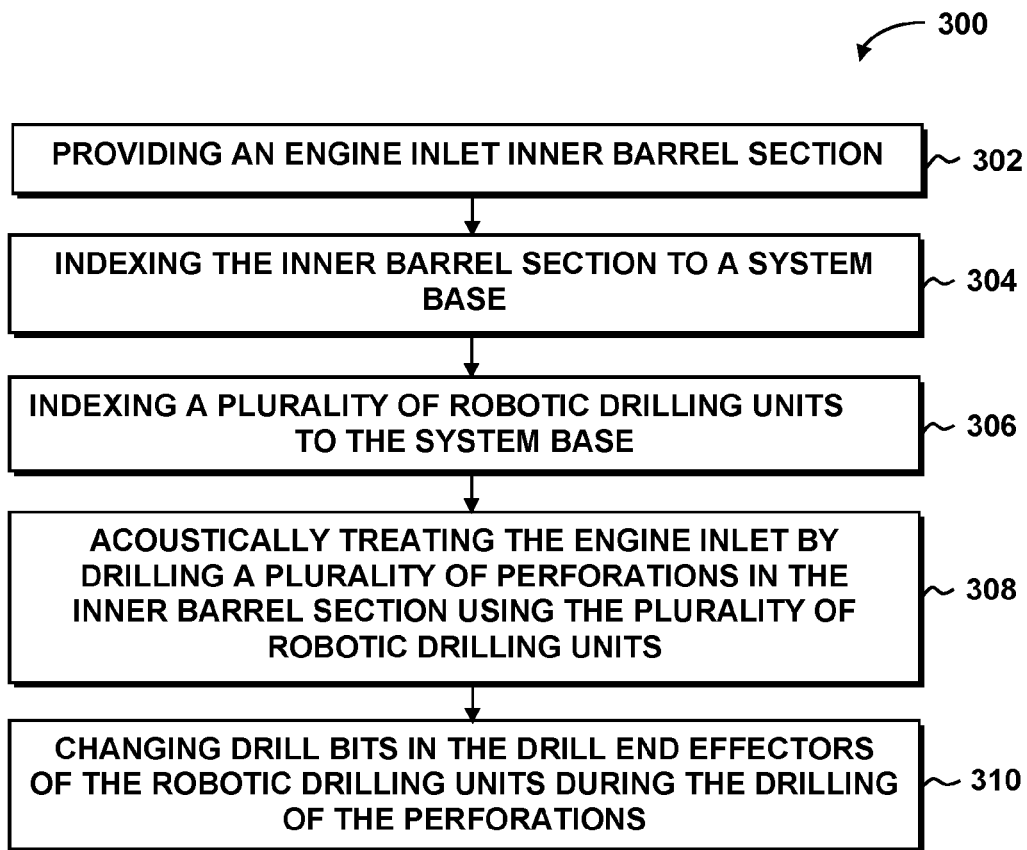 300
PROVIDING AN ENGINE INLET INNER BARREL SECTION
302
INDEXING THE INNER BARREL SECTION TO A SYSTEM
BASE
304
INDEXING A PLURALITY OF ROBOTIC DRILLING UNITS
TO THE SYSTEM BASE
306
ACOUSTICALLY TREATING THE ENGINE INLET BY
DRILLING A PLURALITY OF PERFORATIONS IN THE
INNER BARREL SECTION USING THE PLURALITY OF
ROBOTIC DRILLING UNITS
308
CHANGING DRILL BITS IN THE DRILL END EFFECTORS
OF THE ROBOTIC DRILLING UNITS DURING THE DRILLING
OF THE PERFORATIONS
310